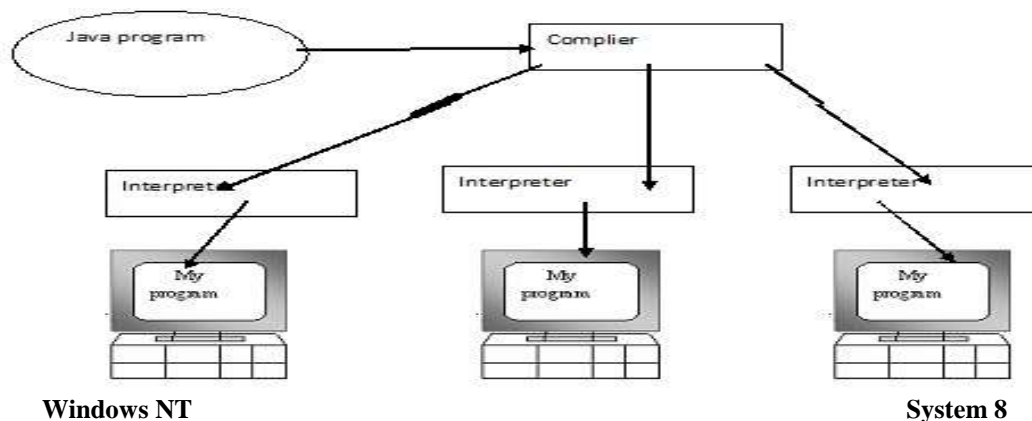 Java program
Complier
Interpreter
Interpreter
Interpreter
My
program
My
program
My
program
Windows NT
System 8